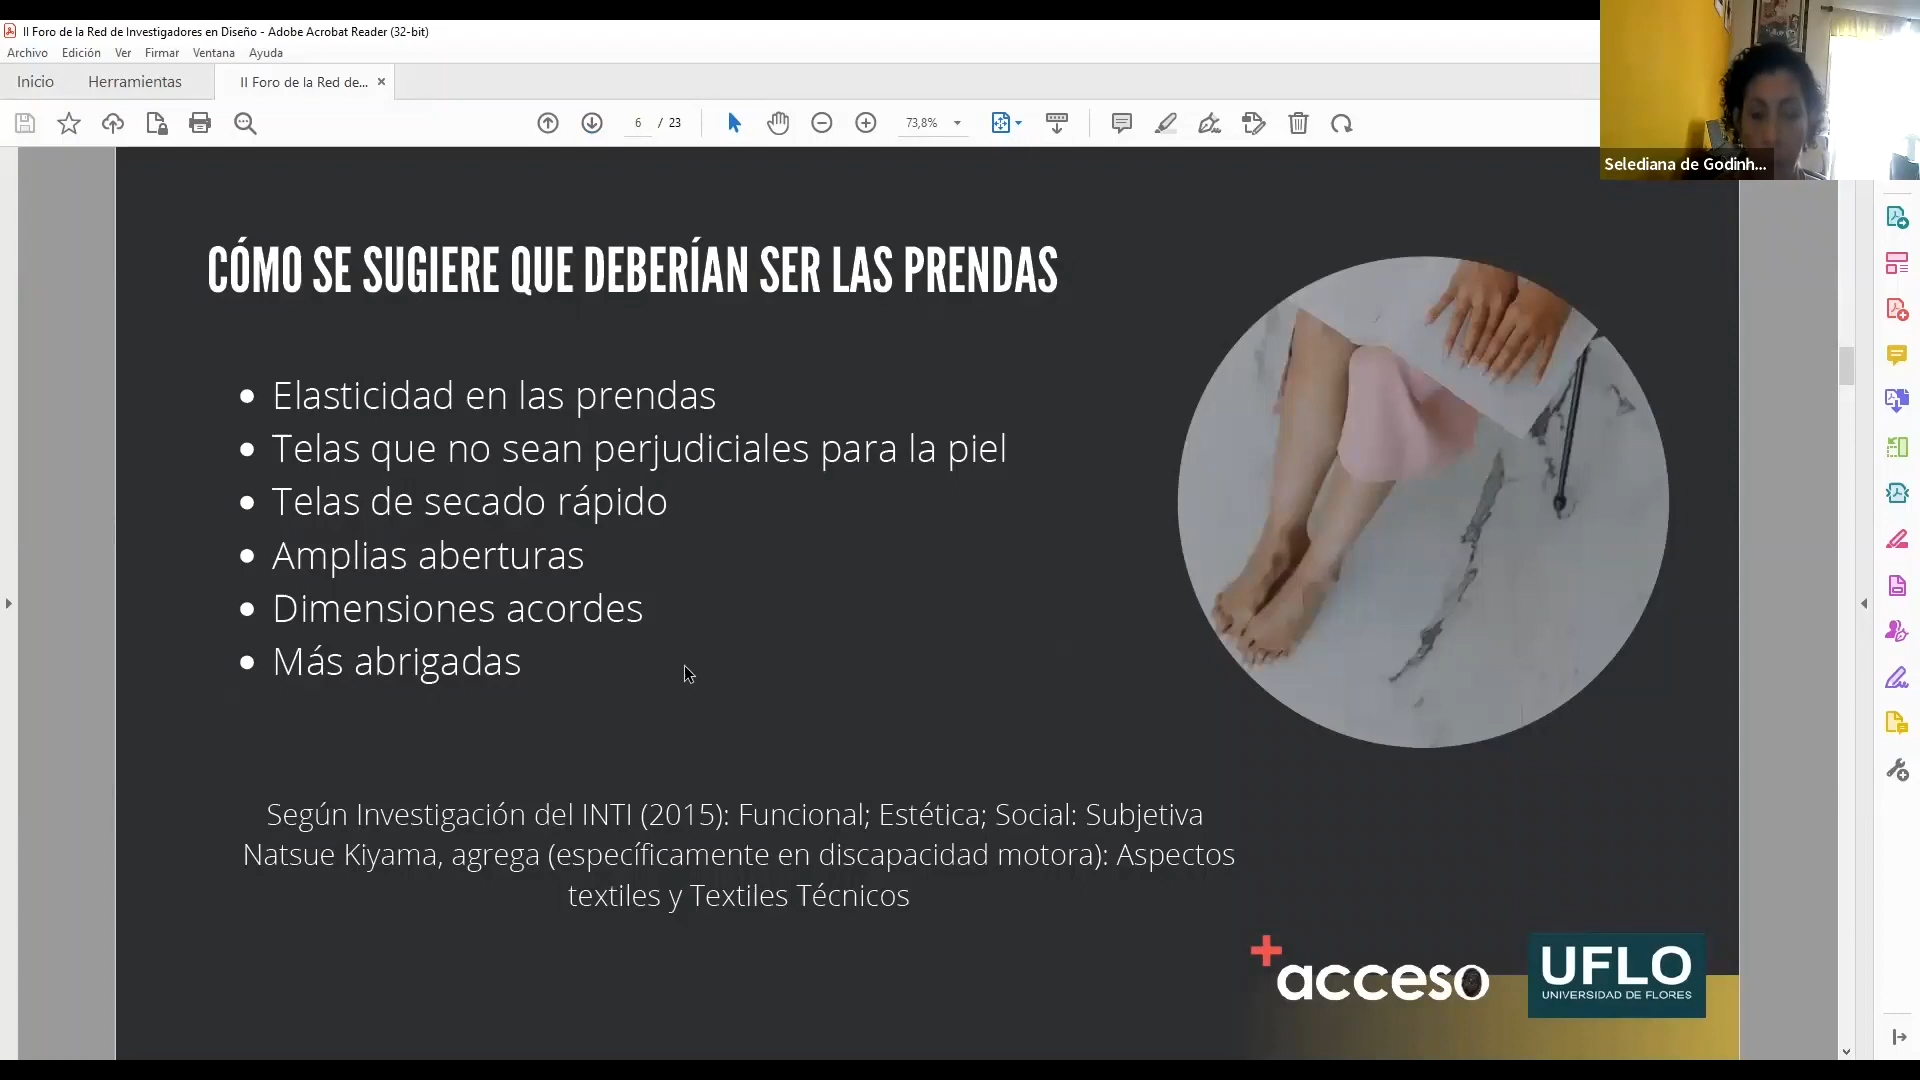 II Foro de la Red de Investigadores en Diseño - Adobe Acrobat Reader (32-bit)
Archivo Edición Ver Firmar Ventana Ayuda
Inicio Herramientas II Foro de la Red de... ×
6 / 23 73,8%
Selediana de Godinh...
CÓMO SE SUGIERE QUE DEBERÍAN SER LAS PRENDAS
• Elasticidad en las prendas
• Telas que no sean perjudiciales para la piel
• Telas de secado rápido
• Amplias aberturas
• Dimensiones acordes
• Más abrigadas
Según Investigación del INTI (2015): Funcional; Estética; Social: Subjetiva
Natsue Kiyama, agrega (específicamente en discapacidad motora): Aspectos
textiles y Textiles Técnicos
+acceso
UFLO
UNIVERSIDAD DE FLORES